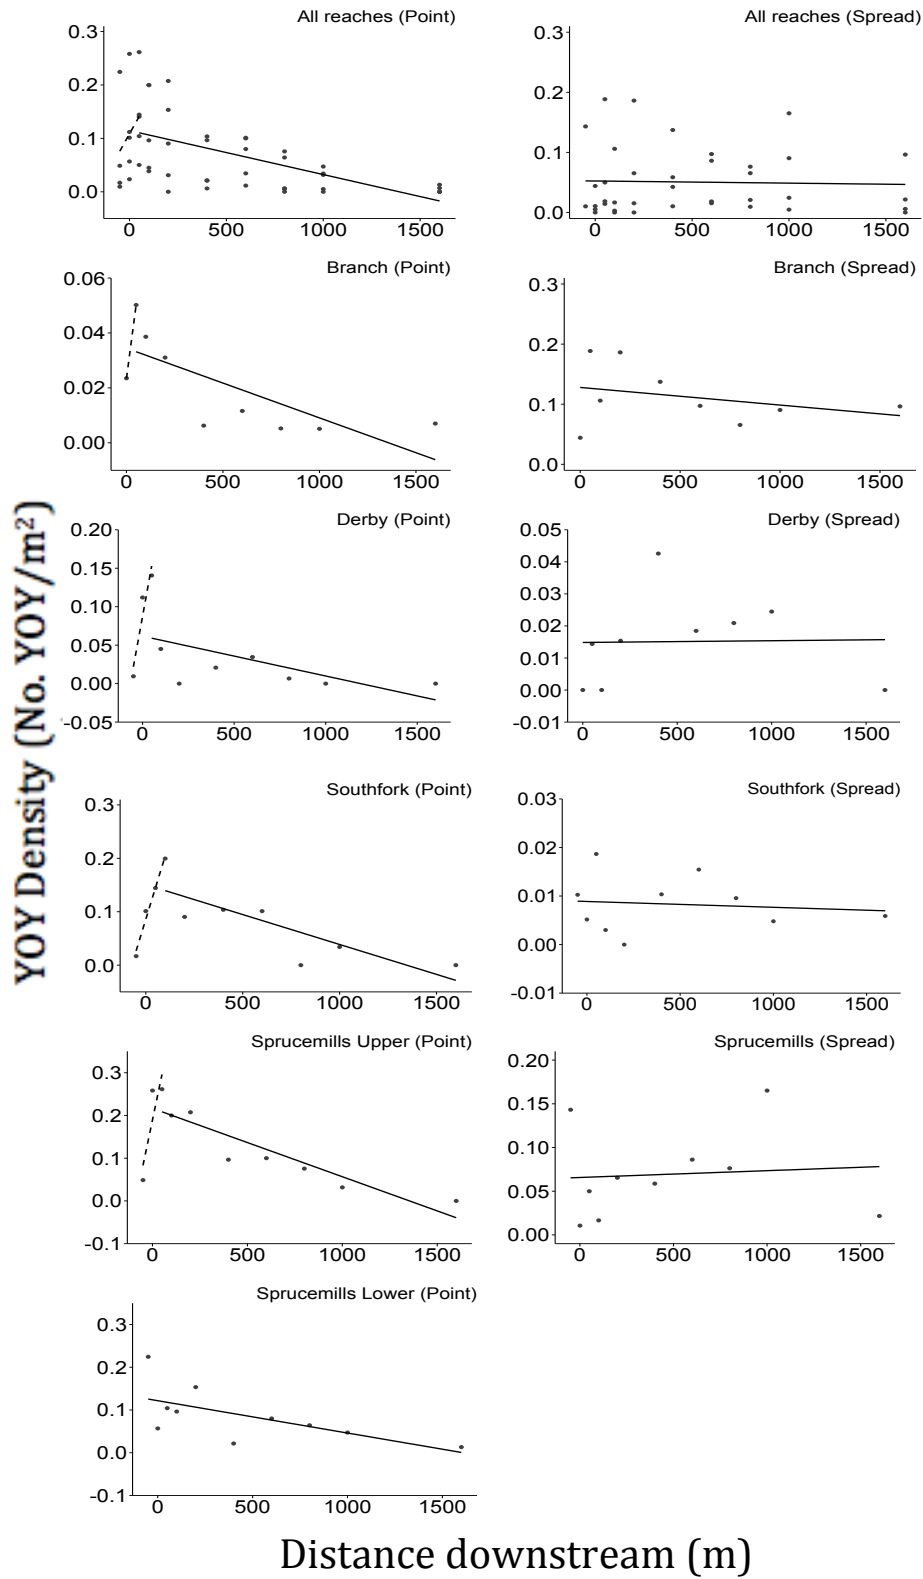 All reaches (Point)
0.3
0.2
0.1
0.0
0 500 1000 1500
All reaches (Spread)
0.3
0.2
0.1
0.0
0 500 1000 1500
Branch (Point)
0.06
0.04
0.02
0.00
0 500 1000 1500
Branch (Spread)
0.3
0.2
0.1
0.0
0 500 1000 1500
YOY Density (No. YOY/m²)
Derby (Point)
0.20
0.15
0.10
0.05
0.00
-0.05
0 500 1000 1500
Derby (Spread)
0.05
0.04
0.03
0.02
0.01
0.00
-0.01
0 500 1000 1500
Southfork (Point)
0.3
0.2
0.1
0.0
0 500 1000 1500
Southfork (Spread)
0.03
0.02
0.01
0.00
-0.01
0 500 1000 1500
Sprucemills Upper (Point)
0.3
0.2
0.1
0.0
-0.1
0 500 1000 1500
Sprucemills (Spread)
0.20
0.15
0.10
0.05
0.00
0 500 1000 1500
Sprucemills Lower (Point)
0.3
0.2
0.1
0.0
-0.1
0 500 1000 1500
Distance downstream (m)